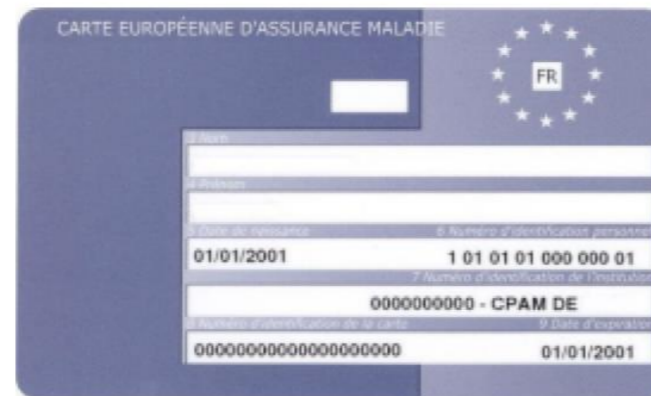 CARTE EUROPÉENNE D'ASSURANCE MALADIE
FR
3 Nom
4 Prénom
5 Date de naissance 6 Numéro d'identification personnel
01/01/2001 1 01 01 01 000 000 01
7 Numéro d'identification de l'institution
0000000000 - CPAM DE
8 Numéro d'identification de la carte 9 Date d'expiration
00000000000000000000 01/01/2001